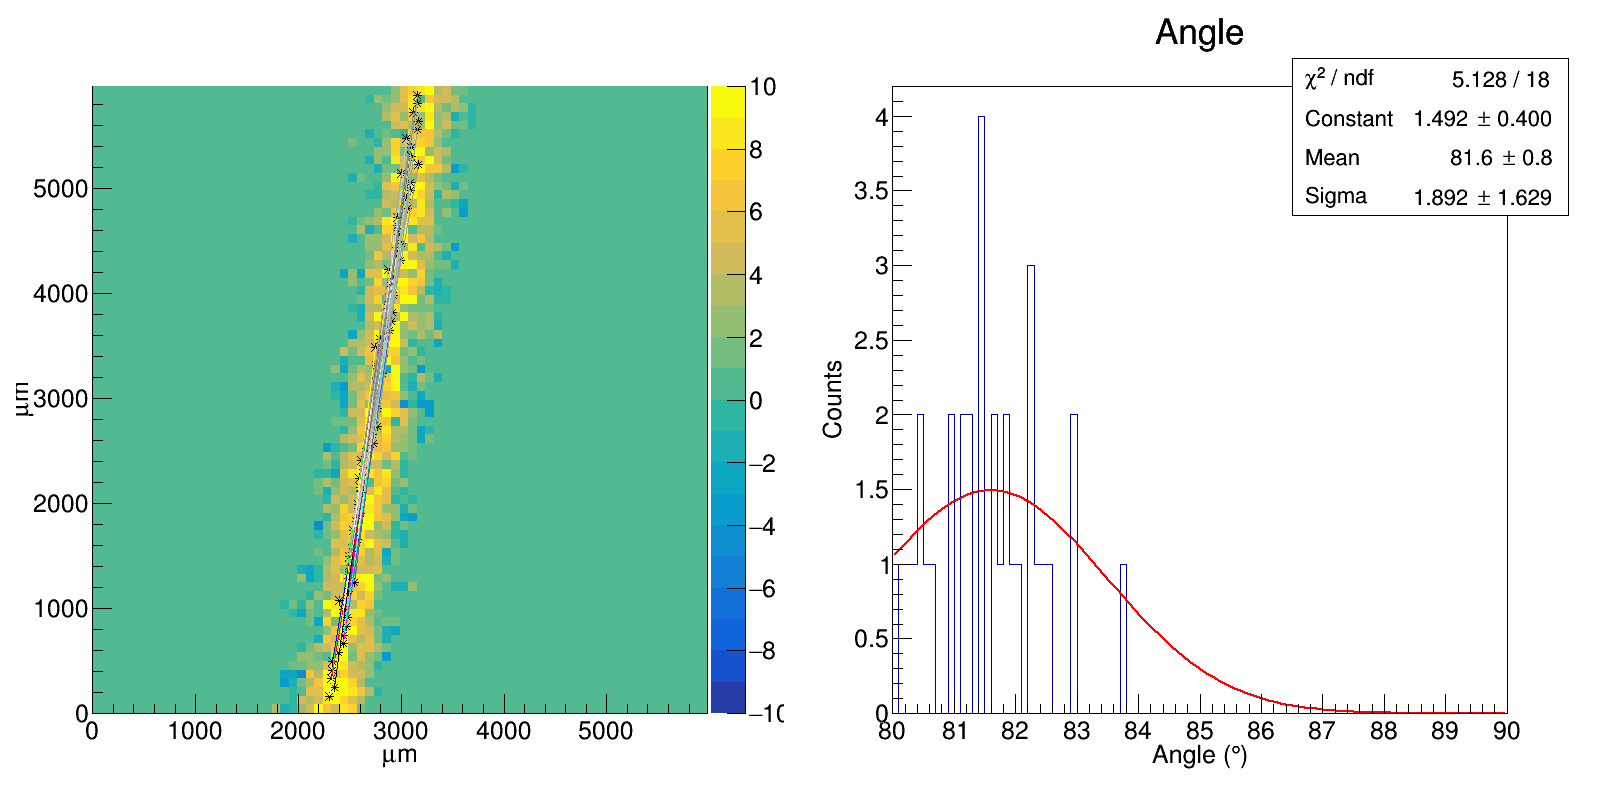 Angle
χ² / ndf 5.128 / 18
Constant 1.492 ± 0.400
Mean 81.6 ± 0.8
Sigma 1.892 ± 1.629
10
8
6
4
2
0
−2
−4
−6
−8
−10
5000
4000
3000
2000
1000
0
μm
0 1000 2000 3000 4000 5000
μm
4
3.5
3
2.5
2
1.5
1
0.5
0
Counts
80 81 82 83 84 85 86 87 88 89 90
Angle (°)